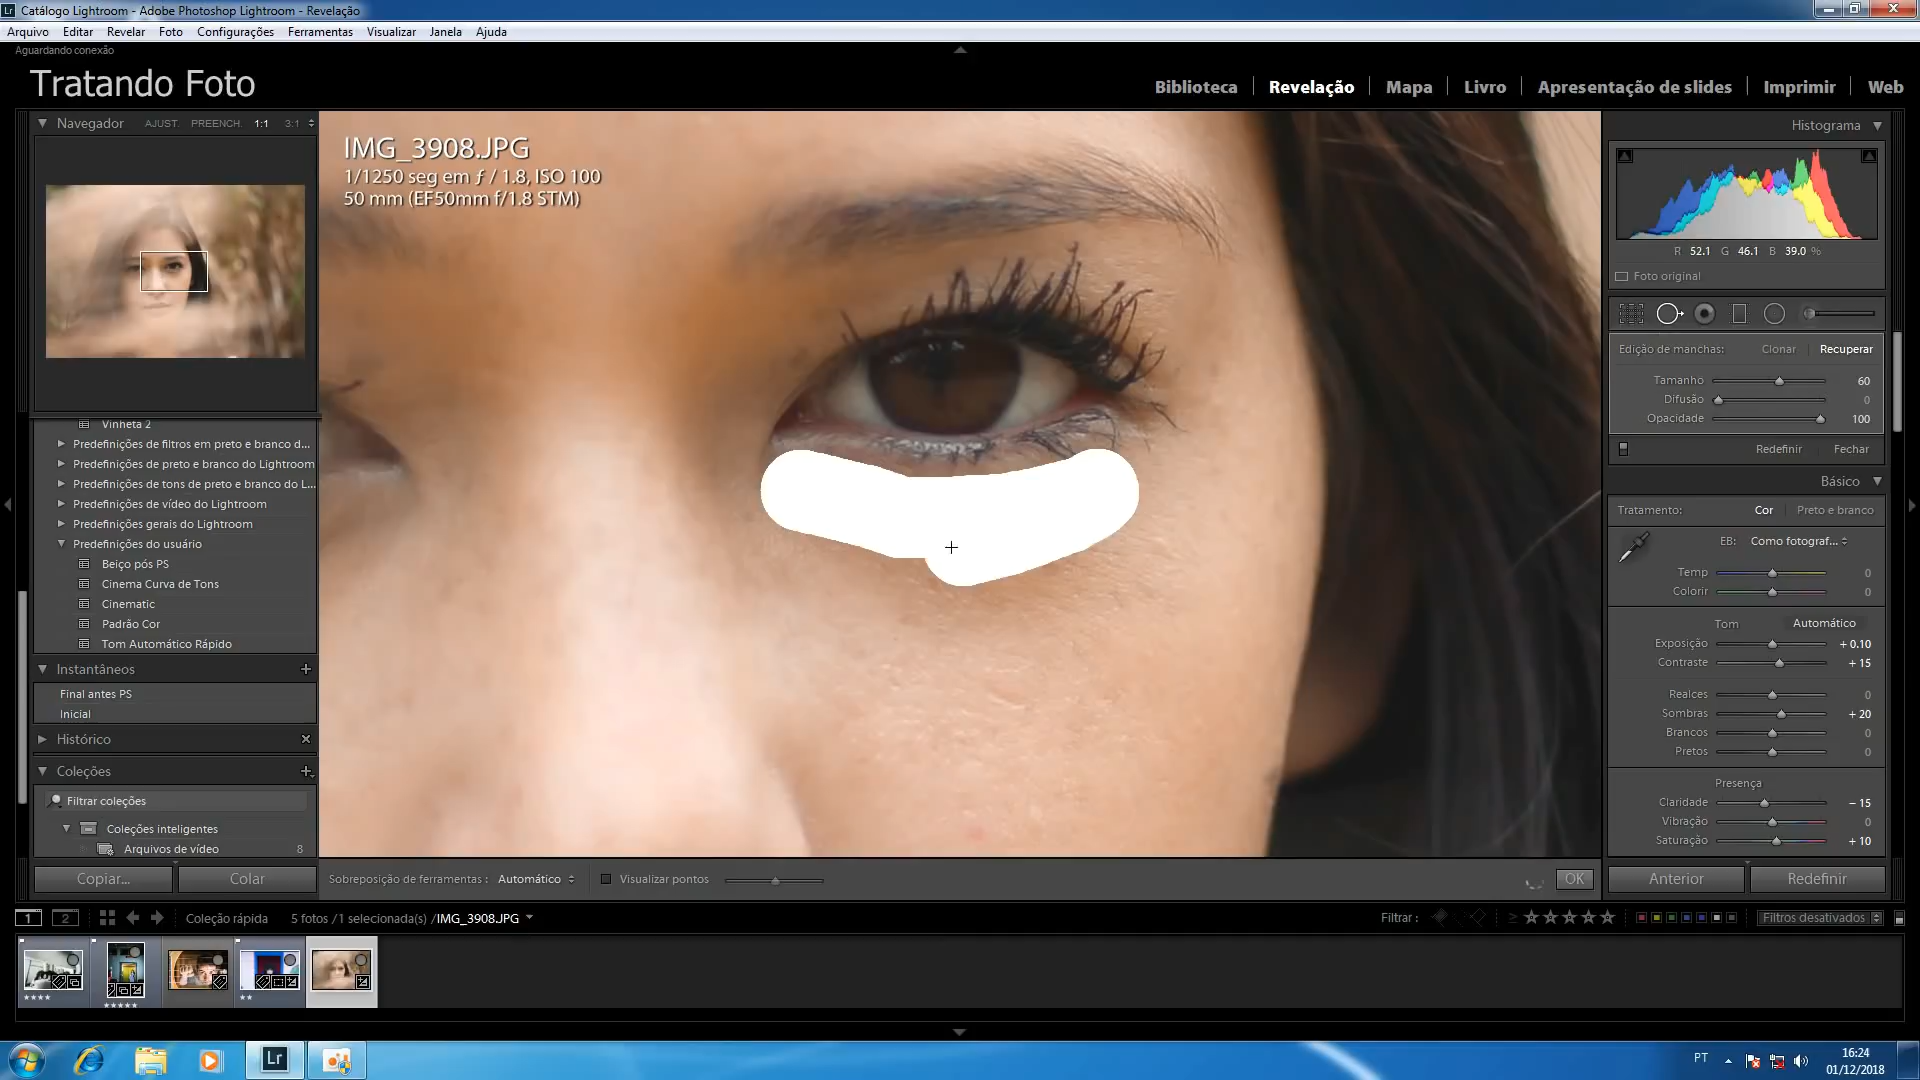 Lr Catálogo Lightroom - Adobe Photoshop Lightroom - Revelação
Arquivo Editar Revelar Foto Configurações Ferramentas Visualizar Janela Ajuda
Aguardando conexão
Tratando Foto
Biblioteca Revelação Mapa Livro Apresentação de slides Imprimir Web
Navegador AJUST. PREENCH. 1:1 3:1
Vinheta 2
Predefinições de filtros em preto e branco d...
Predefinições de preto e branco do Lightroom
Predefinições de tons de preto e branco do L...
Predefinições de vídeo do Lightroom
Predefinições gerais do Lightroom
Predefinições do usuário
Beiço pós PS
Cinema Curva de Tons
Cinematic
Padrão Cor
Tom Automático Rápido
Instantâneos
Final antes PS
Inicial
Histórico
Coleções
Filtrar coleções
Coleções inteligentes
Arquivos de vídeo 8
Copiar... Colar
IMG_3908.JPG
1/1250 seg em ƒ / 1.8, ISO 100
50 mm (EF50mm f/1.8 STM)
Sobreposição de ferramentas : Automático Visualizar pontos OK
Histograma
R 52.1 G 46.1 B 39.0 %
Foto original
Edição de manchas: Clonar Recuperar
Tamanho 60
Difusão 0
Opacidade 100
Redefinir Fechar
Básico
Tratamento: Cor Preto e branco
EB: Como fotograf...
Temp 0
Colorir 0
Tom Automático
Exposição + 0.10
Contraste + 15
Realces 0
Sombras + 20
Brancos 0
Pretos 0
Presença
Claridade − 15
Vibração 0
Saturação + 10
Anterior Redefinir
1 2 Coleção rápida 5 fotos /1 selecionada(s) /IMG_3908.JPG Filtrar : ≥ Filtros desativados
Lr PT 16:24
01/12/2018